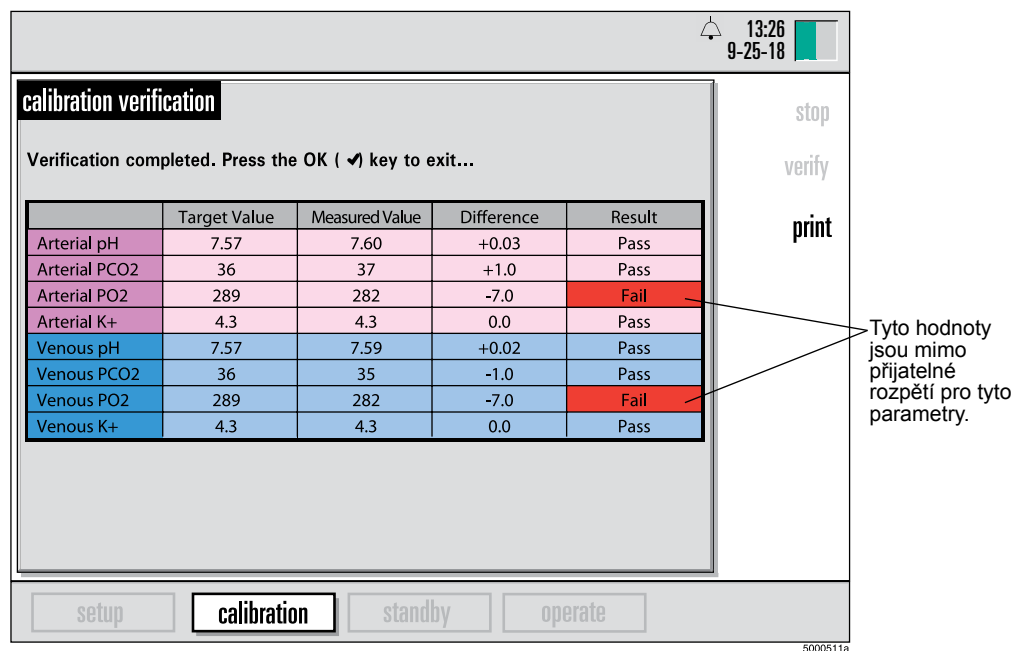 13:26
9-25-18
calibration verification
stop
Verification completed. Press the OK ( ✔) key to exit...
verify
print
Target Value Measured Value Difference Result
Arterial pH 7.57 7.60 +0.03 Pass
Arterial PCO2 36 37 +1.0 Pass
Arterial PO2 289 282 -7.0 Fail
Arterial K+ 4.3 4.3 0.0 Pass
Venous pH 7.57 7.59 +0.02 Pass
Venous PCO2 36 35 -1.0 Pass
Venous PO2 289 282 -7.0 Fail
Venous K+ 4.3 4.3 0.0 Pass
Tyto hodnoty
jsou mimo
přijatelné
rozpětí pro tyto
parametry.
setup calibration standby operate
5000511a